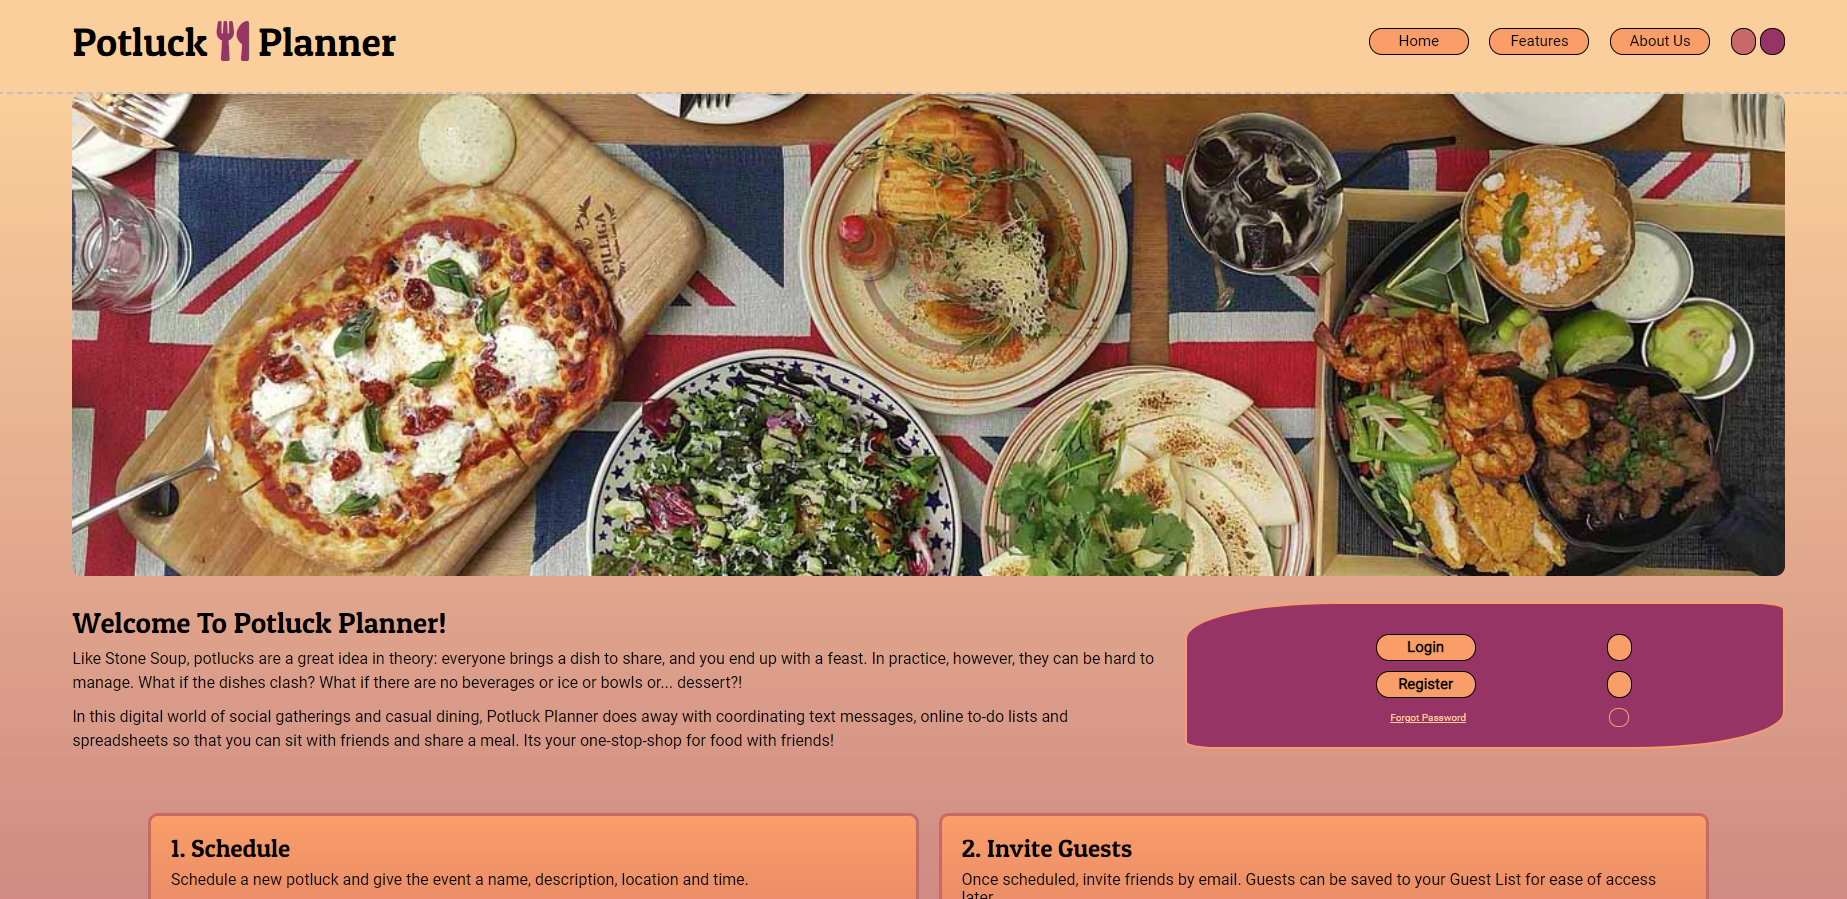 Potluck Planner
Home Features About Us
PILLIGA
Welcome To Potluck Planner!
Like Stone Soup, potlucks are a great idea in theory: everyone brings a dish to share, and you end up with a feast. In practice, however, they can be hard to
manage. What if the dishes clash? What if there are no beverages or ice or bowls or... dessert?!
In this digital world of social gatherings and casual dining, Potluck Planner does away with coordinating text messages, online to-do lists and
spreadsheets so that you can sit with friends and share a meal. Its your one-stop-shop for food with friends!
Login
Register
Forgot Password
1. Schedule
Schedule a new potluck and give the event a name, description, location and time.
2. Invite Guests
Once scheduled, invite friends by email. Guests can be saved to your Guest List for ease of access
later